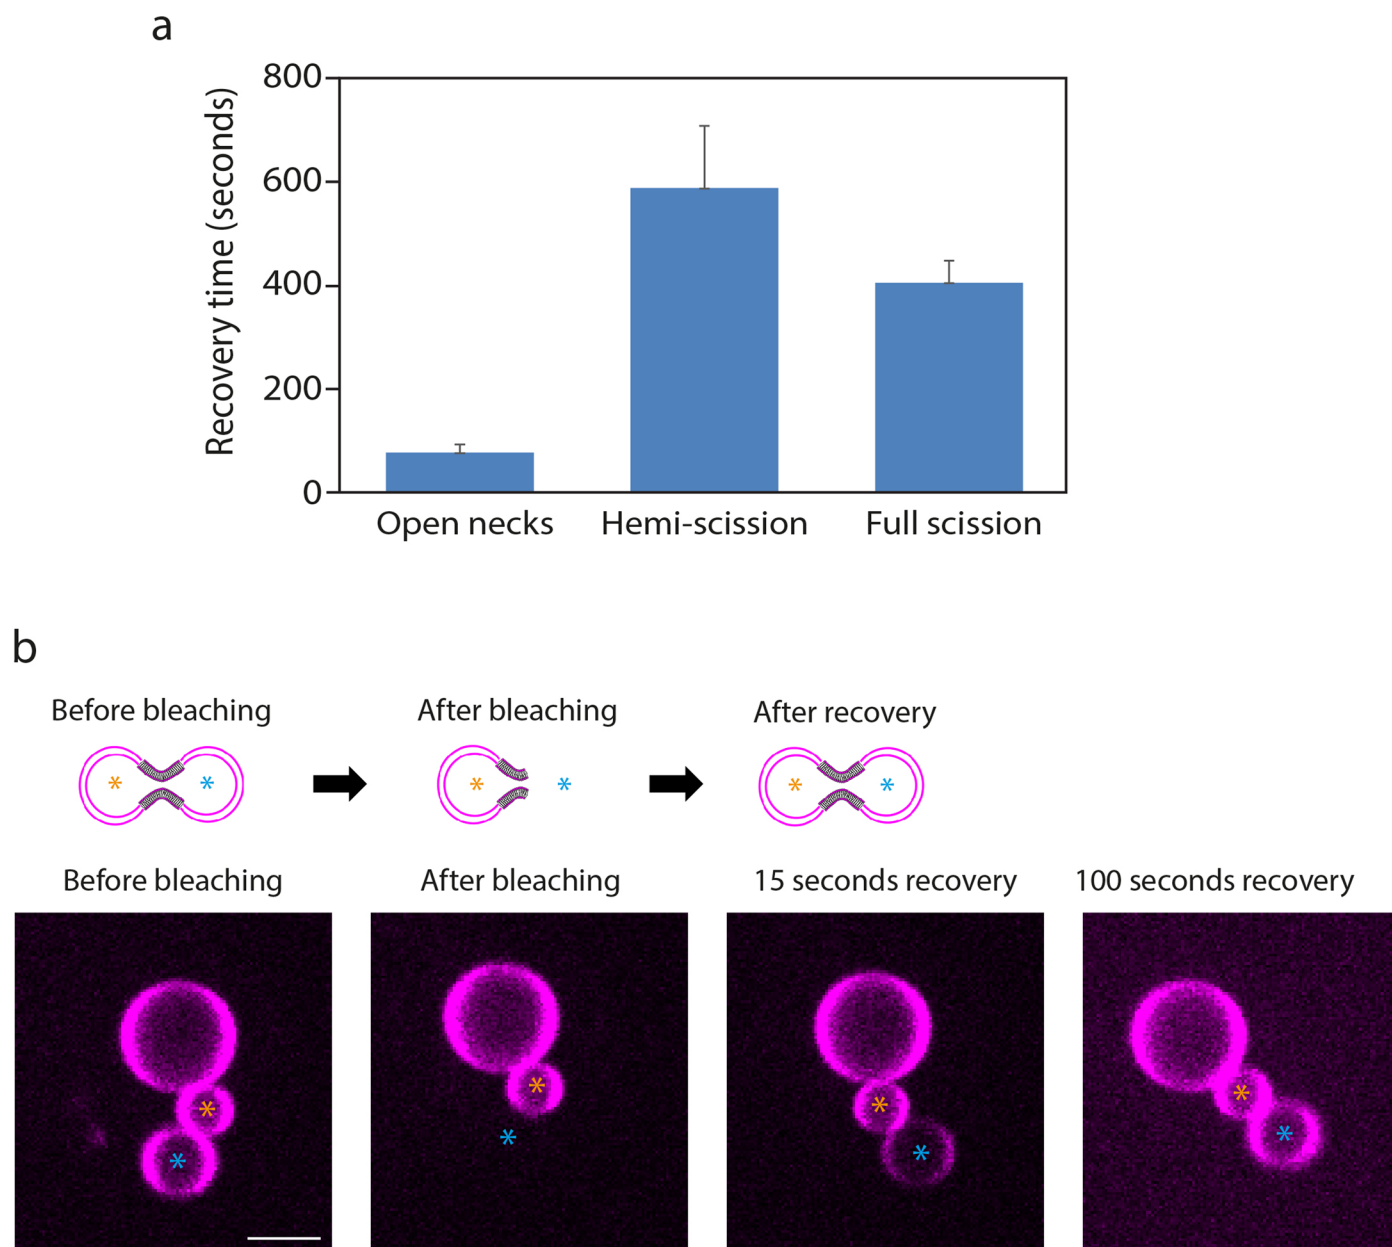 a
Recovery time (seconds)
800
600
400
200
0
Open necks Hemi-scission Full scission
b
Before bleaching After bleaching After recovery
* * * * * *
Before bleaching After bleaching 15 seconds recovery 100 seconds recovery
* * * *
* * * *